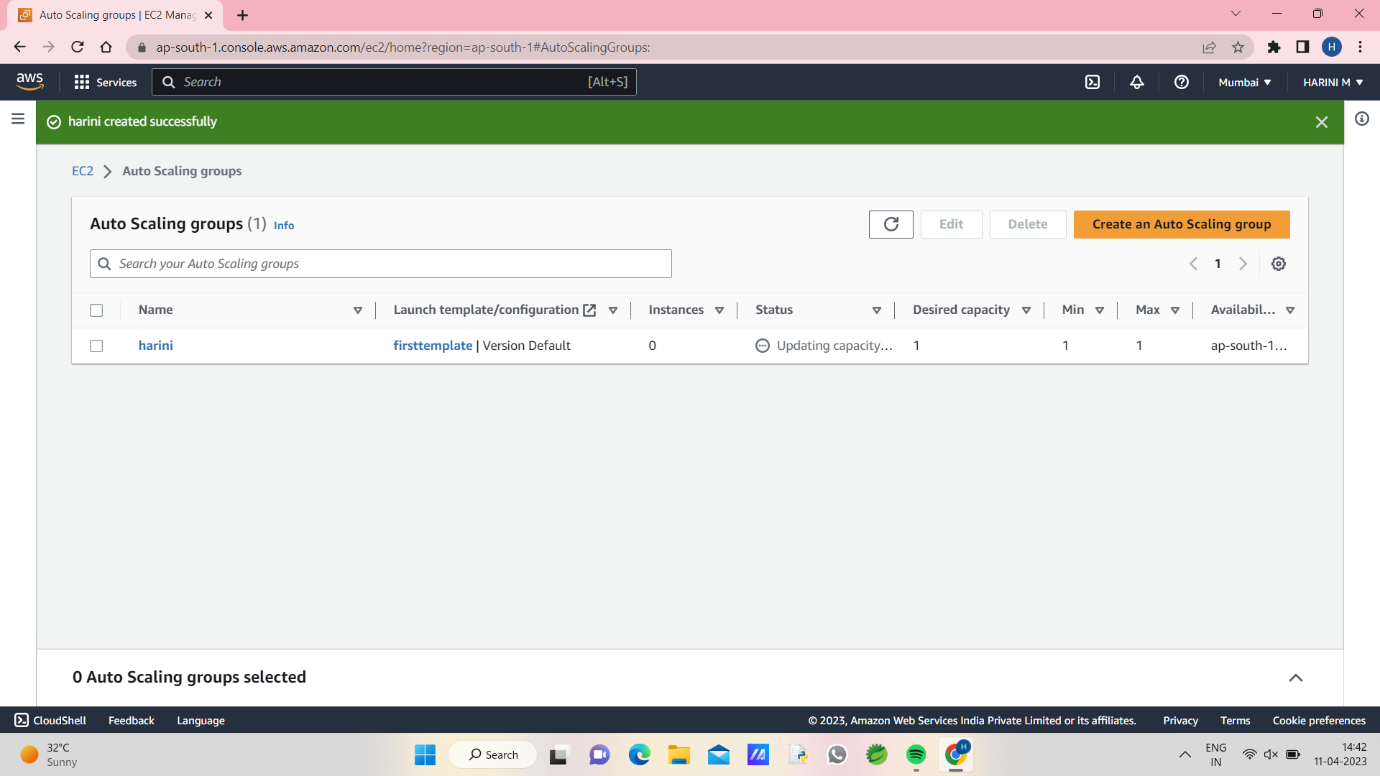 Auto Scaling groups | EC2 Manag
ap-south-1.console.aws.amazon.com/ec2/home?region=ap-south-1#AutoScalingGroups:
H
aws
Services
Search
[Alt+S]
Mumbai
HARINI M
harini created successfully
EC2
Auto Scaling groups
Auto Scaling groups (1) Info
Edit
Delete
Create an Auto Scaling group
Search your Auto Scaling groups
1
Name
Launch template/configuration
Instances
Status
Desired capacity
Min
Max
Availabil...
harini
firsttemplate | Version Default
0
Updating capacity...
1
1
1
ap-south-1...
0 Auto Scaling groups selected
CloudShell
Feedback
Language
© 2023, Amazon Web Services India Private Limited or its affiliates.
Privacy
Terms
Cookie preferences
32°C
Sunny
Search
H
ENG
IN
14:42
11-04-2023